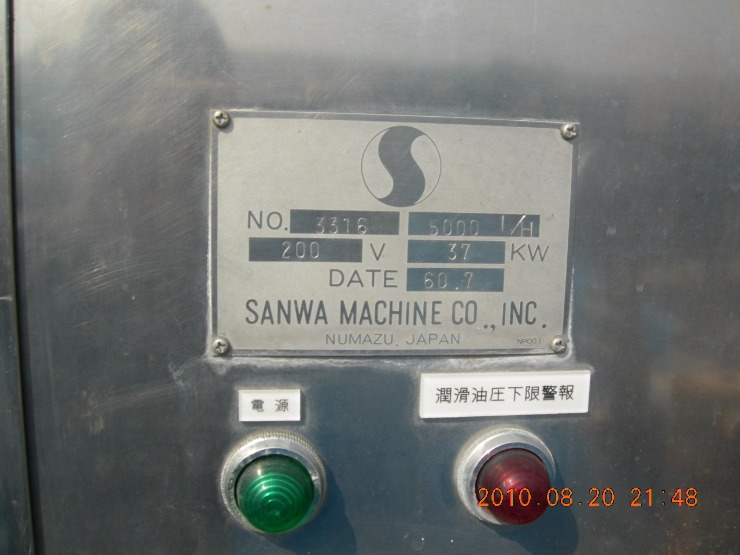 NO. 3316 5000 l/H
200 V 37 KW
DATE 60.7
SANWA MACHINE CO., INC.
NUMAZU, JAPAN NP001
電源
潤滑油圧下限警報
2010.08.20 21:48